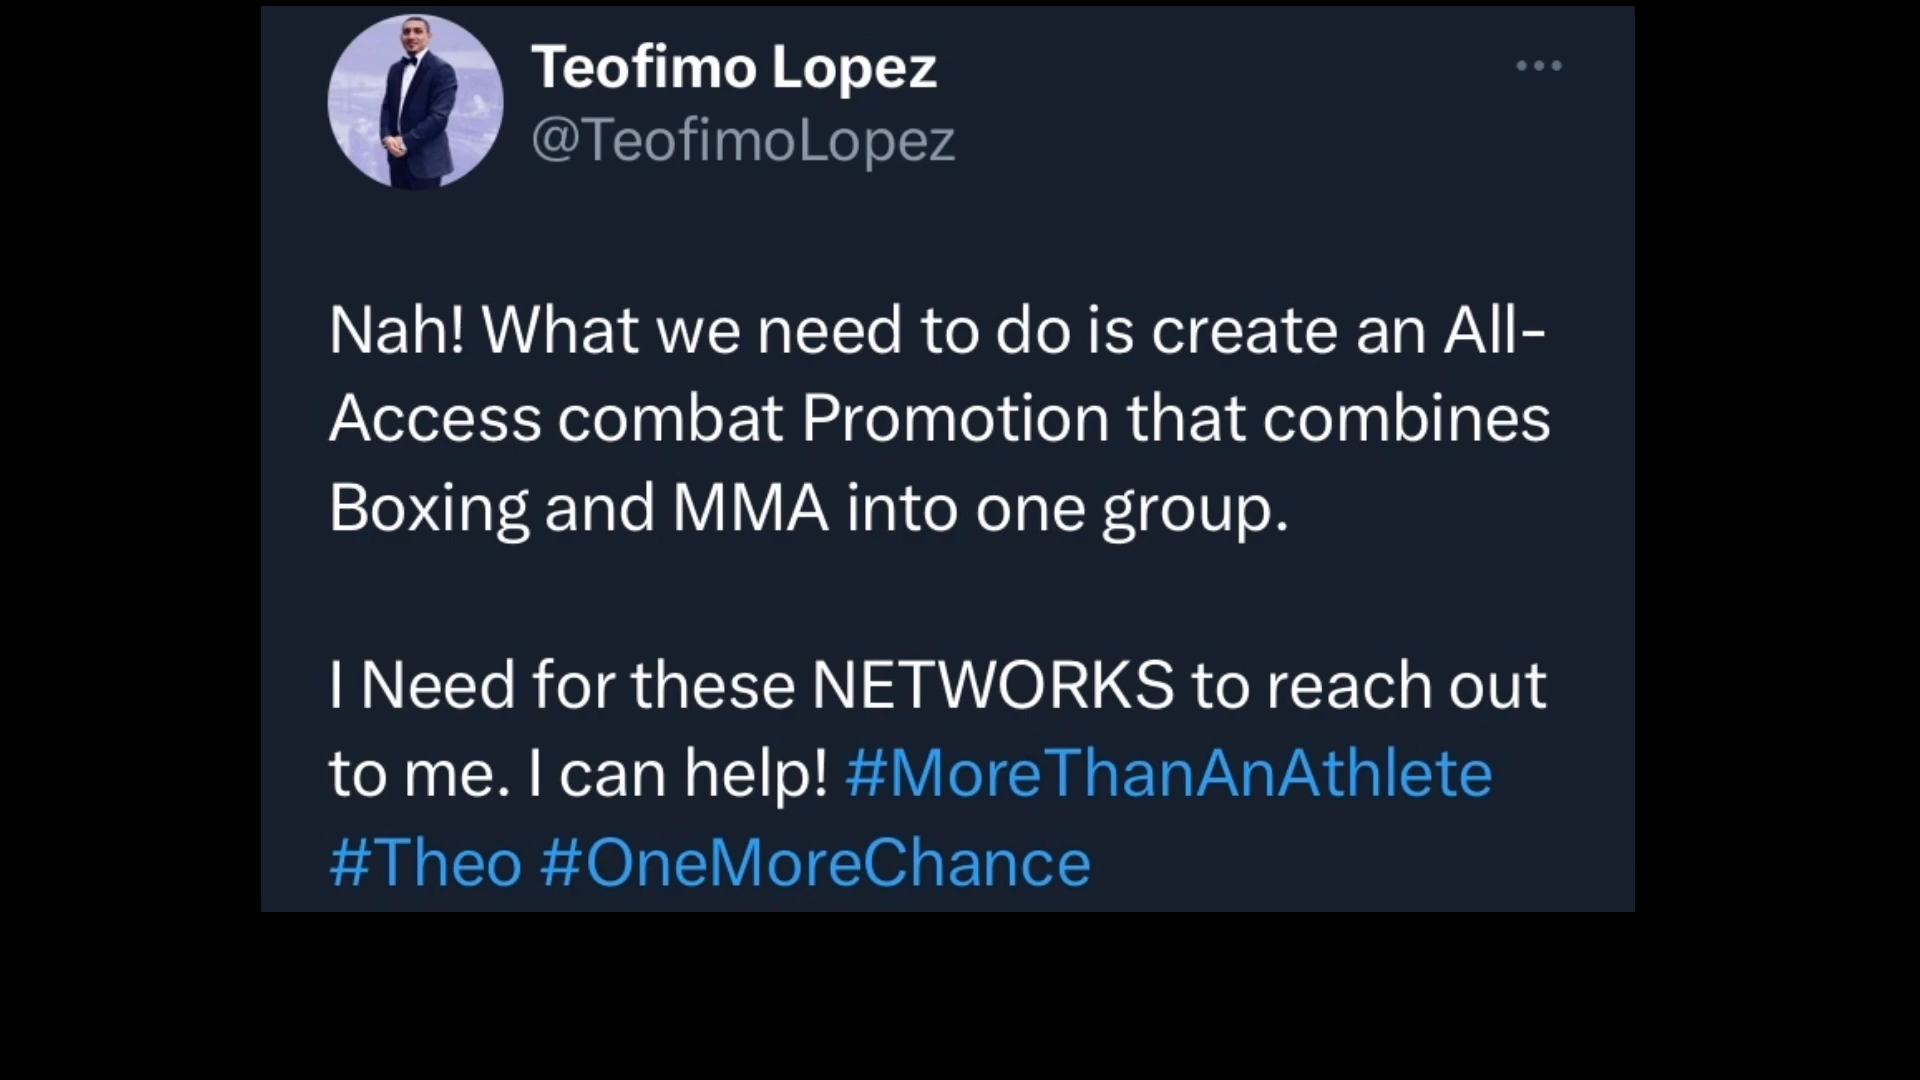 Teofimo Lopez
@TeofimoLopez
Nah! What we need to do is create an All-
Access combat Promotion that combines
Boxing and MMA into one group.
I Need for these NETWORKS to reach out
to me. I can help! #MoreThanAnAthlete
#Theo #OneMoreChance